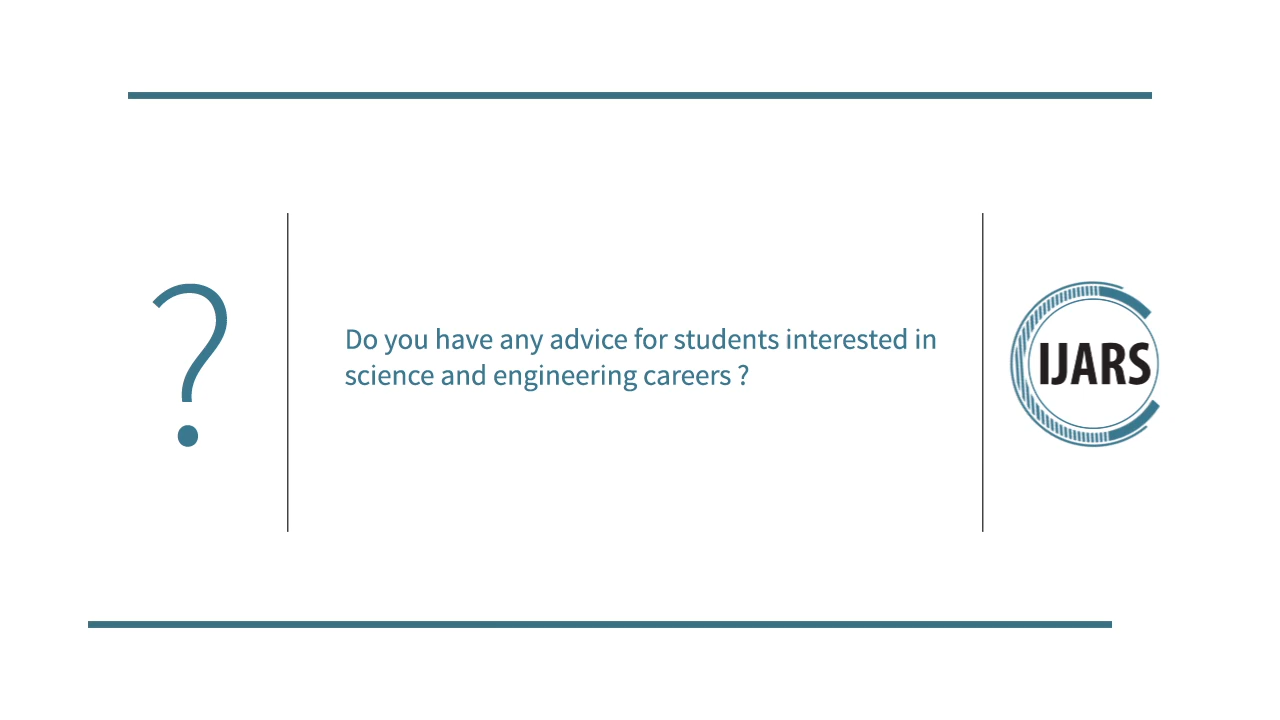 ?
Do you have any advice for students interested in
science and engineering careers ?
IJARS